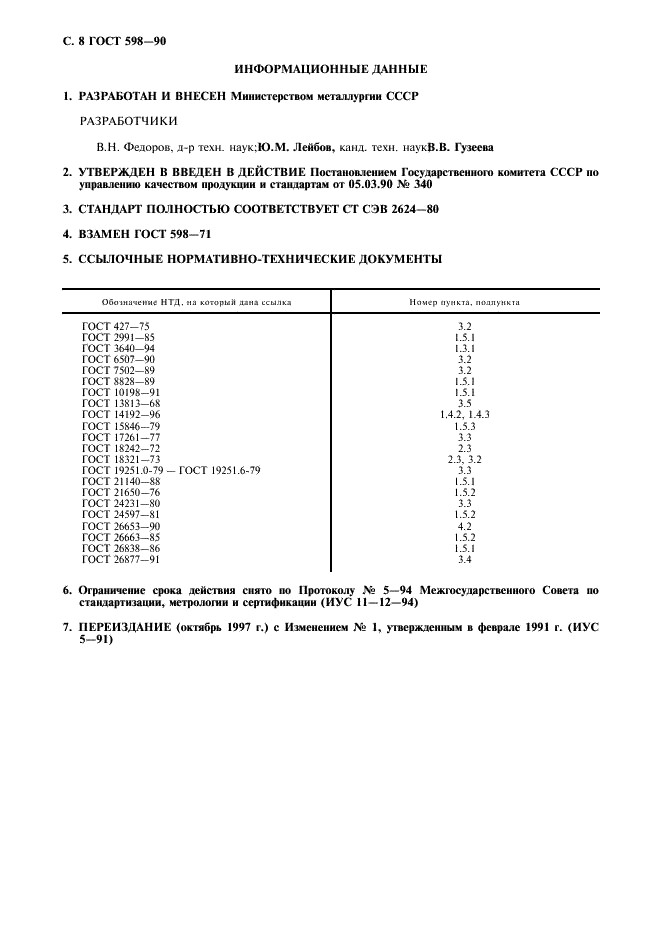 С. 8 ГОСТ 598—90
ИНФОРМАЦИОННЫЕ ДАННЫЕ
1. РАЗРАБОТАН И ВНЕСЕН Министерством металлургии СССР
РАЗРАБОТЧИКИ
В.Н. Федоров, д-р техн. наук;Ю.М. Лейбов, канд. техн. наукВ.В. Гузеева
2. УТВЕРЖДЕН В ВВЕДЕН В ДЕЙСТВИЕ Постановлением Государственного комитета СССР по
управлению качеством продукции и стандартам от 05.03.90 № 340
3. СТАНДАРТ ПОЛНОСТЬЮ СООТВЕТСТВУЕТ СТ СЭВ 2624—80
4. ВЗАМЕН ГОСТ 598—71
5. ССЫЛОЧНЫЕ НОРМАТИВНО-ТЕХНИЧЕСКИЕ ДОКУМЕНТЫ
Обозначение НТД, на который дана ссылка Номер пункта, подпункта
ГОСТ 427—75 3.2
ГОСТ 2991—85 1.5.1
ГОСТ 3640—94 1.3.1
ГОСТ 6507—90 3.2
ГОСТ 7502—89 3.2
ГОСТ 8828—89 1.5.1
ГОСТ 10198—91 1.5.1
ГОСТ 13813—68 3.5
ГОСТ 14192—96 1.4.2, 1.4.3
ГОСТ 15846—79 1.5.3
ГОСТ 17261—77 3.3
ГОСТ 18242—72 2.3
ГОСТ 18321—73 2.3, 3.2
ГОСТ 19251.0-79 — ГОСТ 19251.6-79 3.3
ГОСТ 21140—88 1.5.1
ГОСТ 21650—76 1.5.2
ГОСТ 24231—80 3.3
ГОСТ 24597—81 1.5.2
ГОСТ 26653—90 4.2
ГОСТ 26663—85 1.5.2
ГОСТ 26838—86 1.5.1
ГОСТ 26877—91 3.4
6. Ограничение срока действия снято по Протоколу № 5—94 Межгосударственного Совета по
стандартизации, метрологии и сертификации (ИУС 11—12—94)
7. ПЕРЕИЗДАНИЕ (октябрь 1997 г.) с Изменением № 1, утвержденным в феврале 1991 г. (ИУС
5—91)